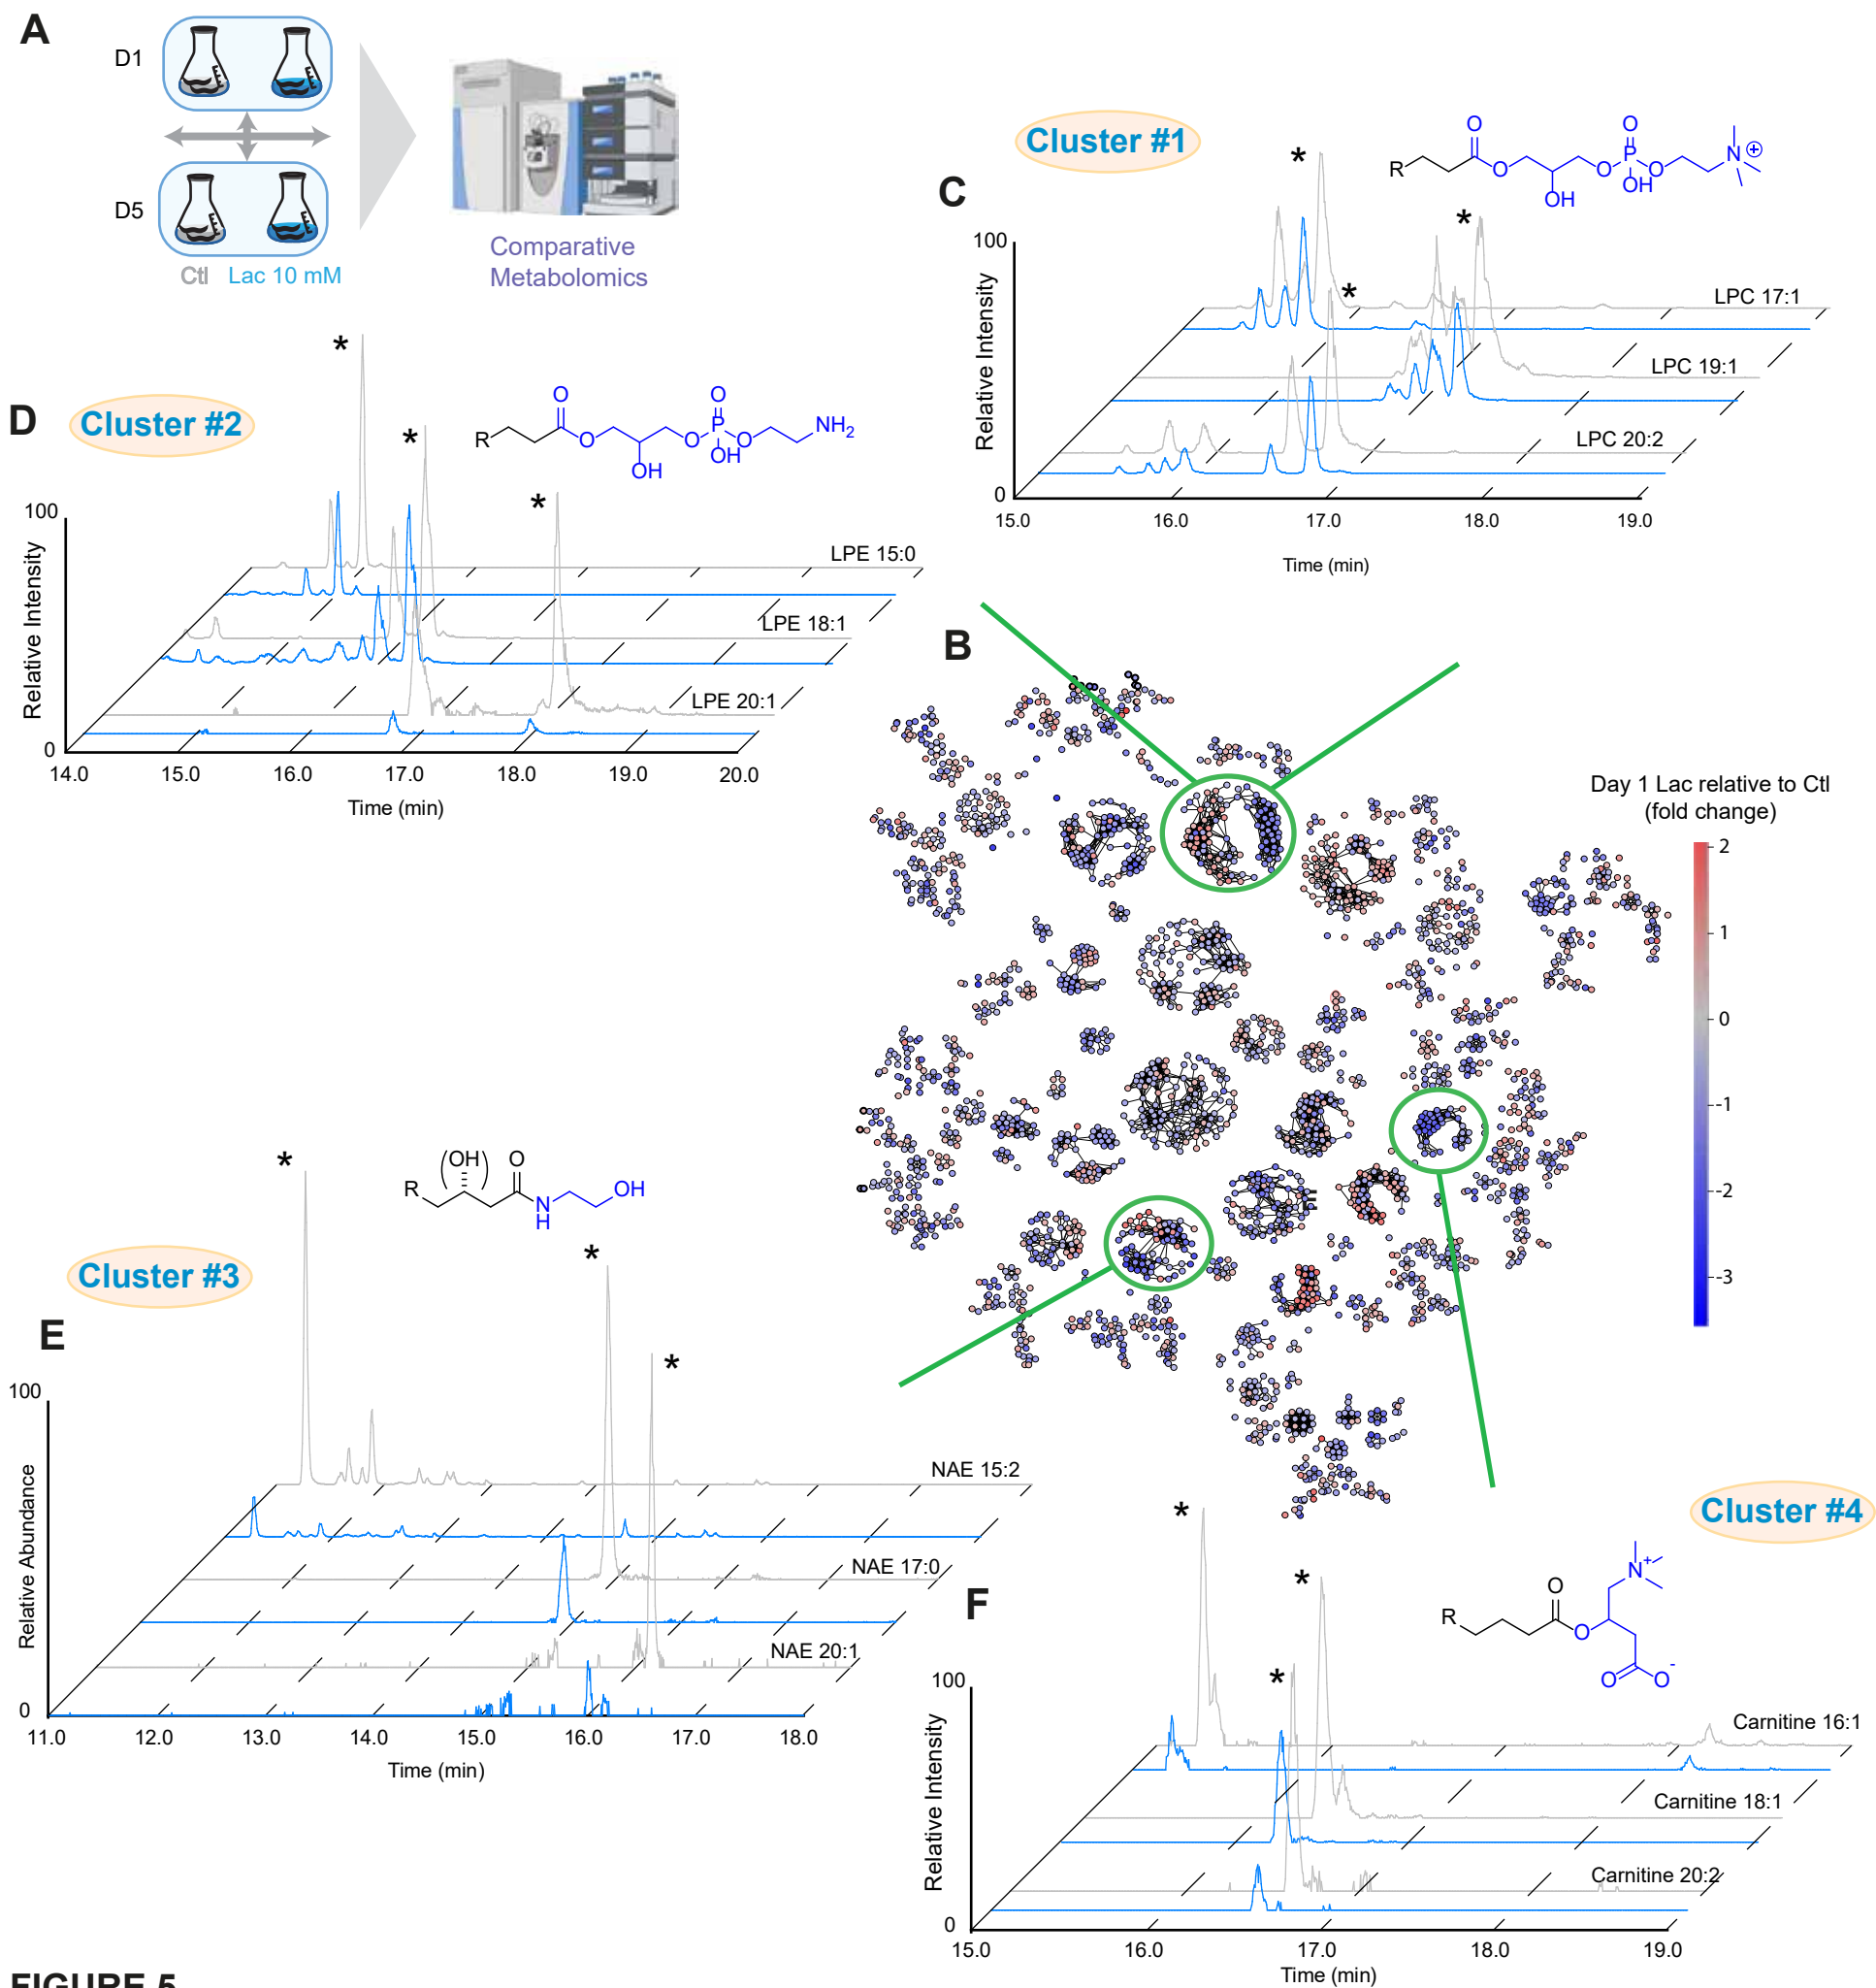 A
D1
D5
Ctl Lac 10 mM
Comparative
Metabolomics
Cluster #1
C
R
O
O
OH
O
O
P
OH
O
N
⊕
*
*
*
100
Relative Intensity
0
LPC 17:1
LPC 19:1
LPC 20:2
15.0 16.0 17.0 18.0 19.0
Time (min)
D
Cluster #2
R
O
O
OH
O
O
P
OH
O
NH2
*
*
*
100
Relative Intensity
0
LPE 15:0
LPE 18:1
LPE 20:1
14.0 15.0 16.0 17.0 18.0 19.0 20.0
Time (min)
B
Day 1 Lac relative to Ctl
(fold change)
2
1
0
-1
-2
-3
Cluster #3
E
R
(OH)
O
N
H
OH
*
*
*
100
Relative Abundance
0
NAE 15:2
NAE 17:0
NAE 20:1
11.0 12.0 13.0 14.0 15.0 16.0 17.0 18.0
Time (min)
Cluster #4
F
R
O
O
N+
O
O-
*
*
*
100
Relative Intensity
0
Carnitine 16:1
Carnitine 18:1
Carnitine 20:2
15.0 16.0 17.0 18.0 19.0
Time (min)
FIGURE 5